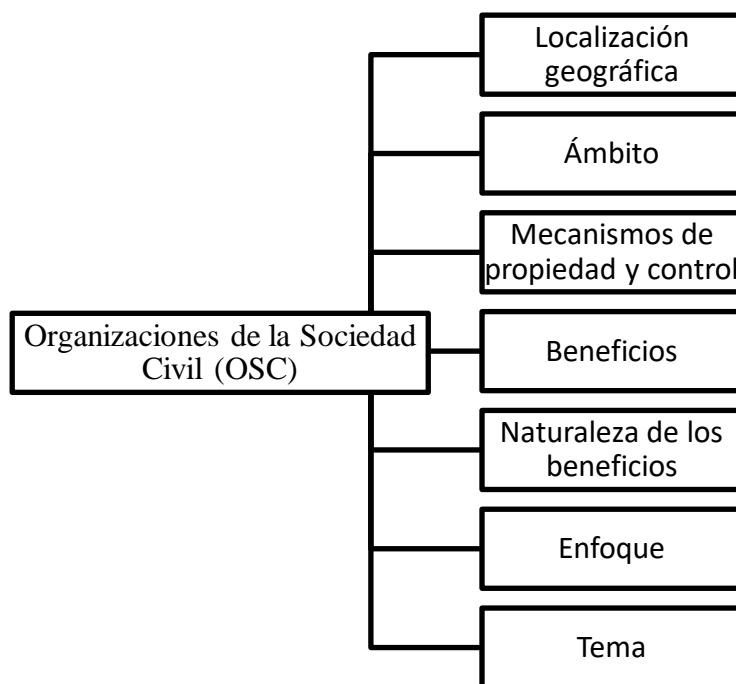 Localización
geográfica
Ámbito
Mecanismos de
propiedad y control
Organizaciones de la Sociedad
Civil (OSC)
Beneficios
Naturaleza de los
beneficios
Enfoque
Tema